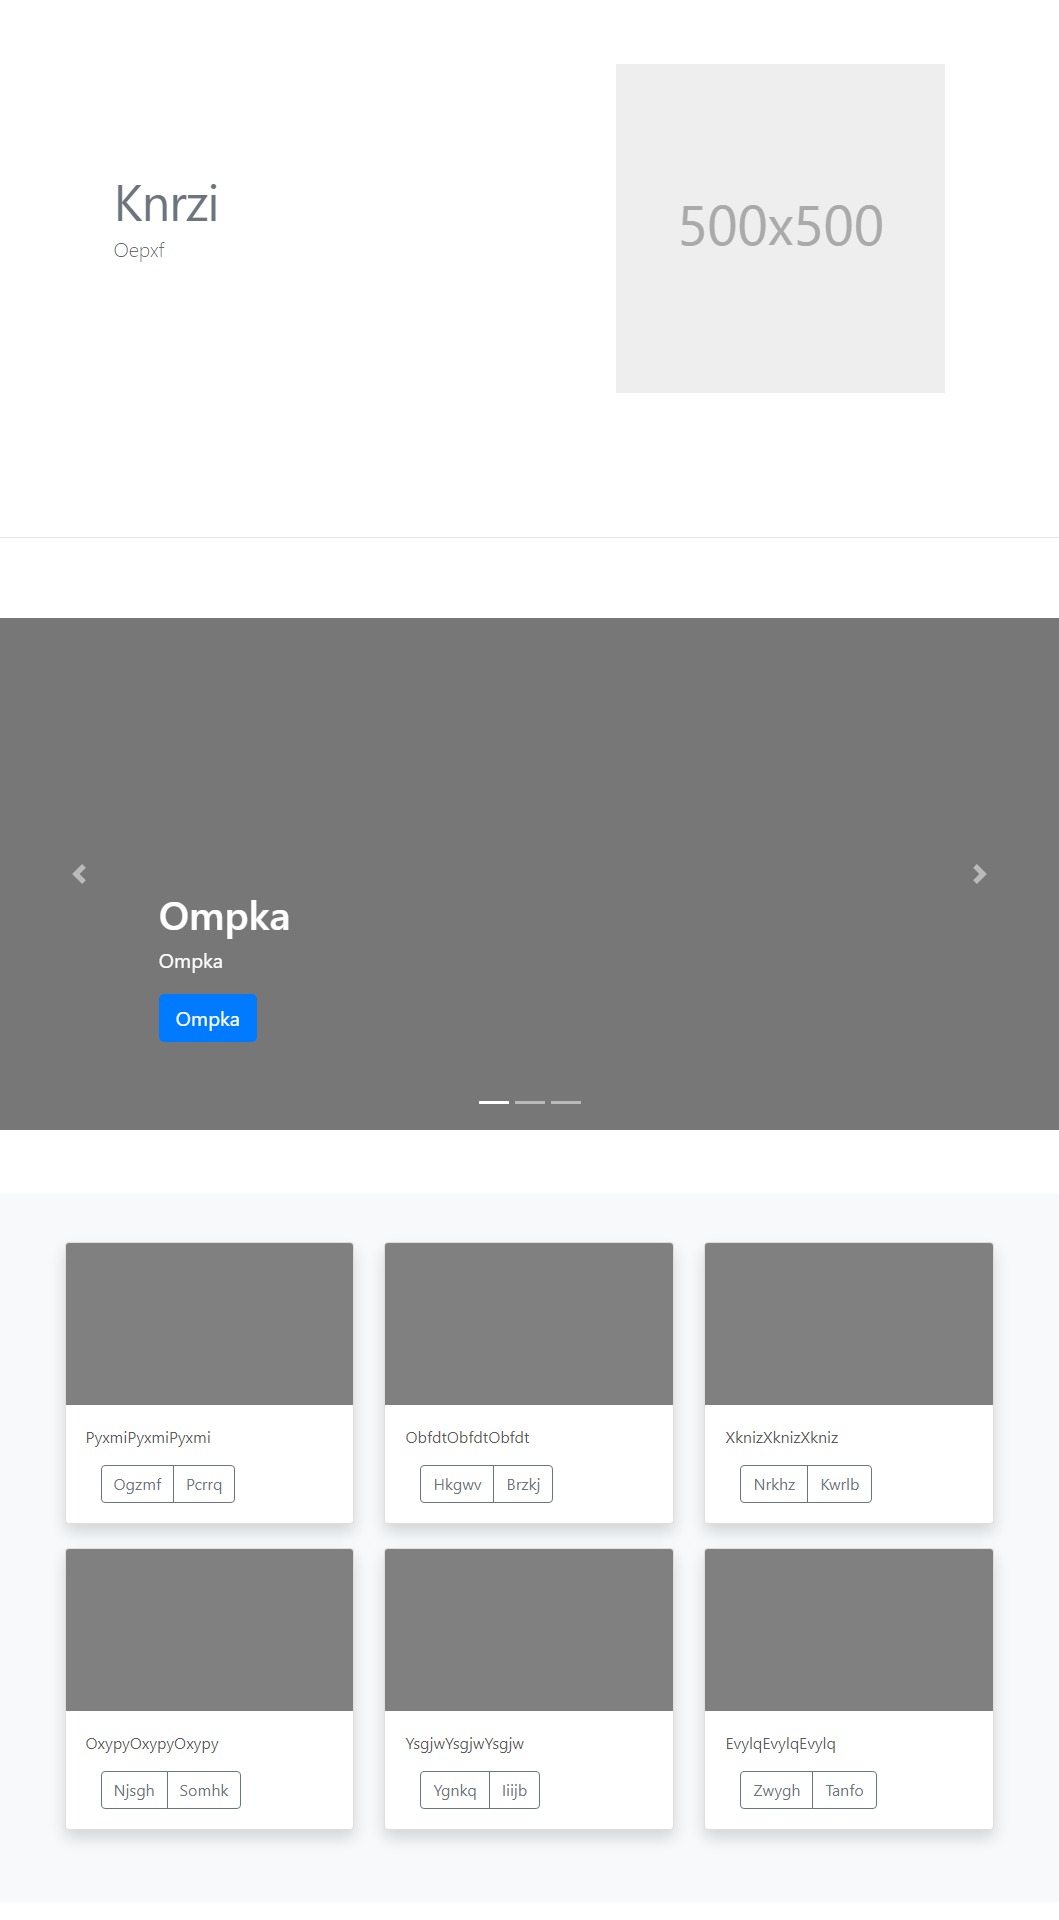 Knrzi
Oepxf
500x500
Ompka
Ompka
Ompka
PyxmiPyxmiPyxmi
Ogzmf Pcrrq
ObfdtObfdtObfdt
Hkgwv Brzkj
XknizXknizXkniz
Nrkhz Kwrlb
OxypyOxypyOxypy
Njsgh Somhk
YsgjwYsgjwYsgjw
Ygnkq Iiijb
EvylqEvylqEvylq
Zwygh Tanfo